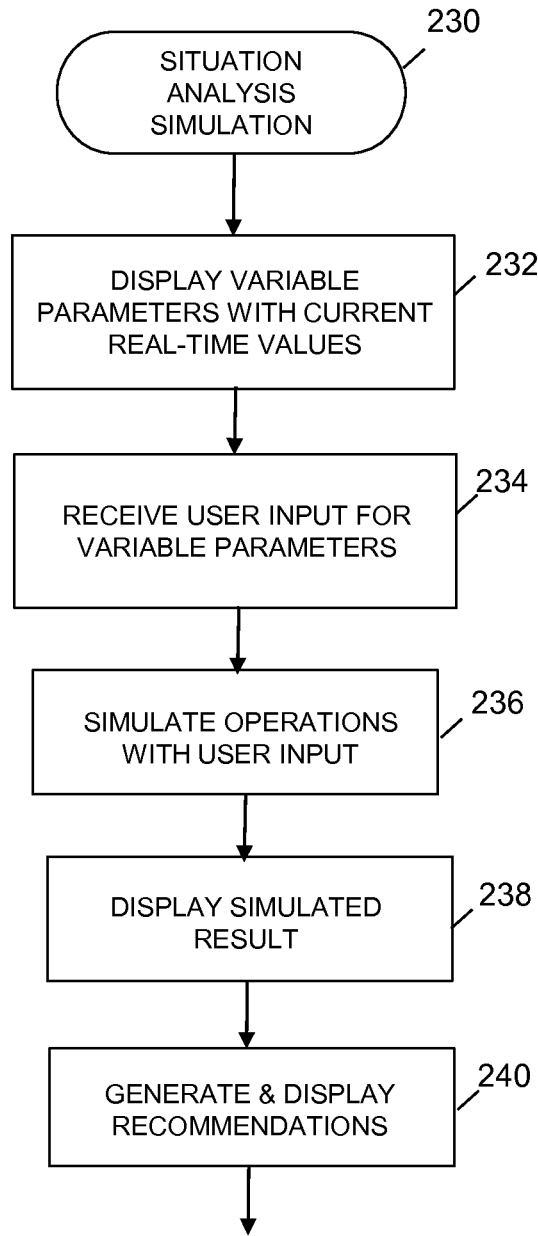 230
SITUATION
ANALYSIS
SIMULATION
232
DISPLAY VARIABLE
PARAMETERS WITH CURRENT
REAL-TIME VALUES
234
RECEIVE USER INPUT FOR
VARIABLE PARAMETERS
236
SIMULATE OPERATIONS
WITH USER INPUT
238
DISPLAY SIMULATED
RESULT
240
GENERATE & DISPLAY
RECOMMENDATIONS